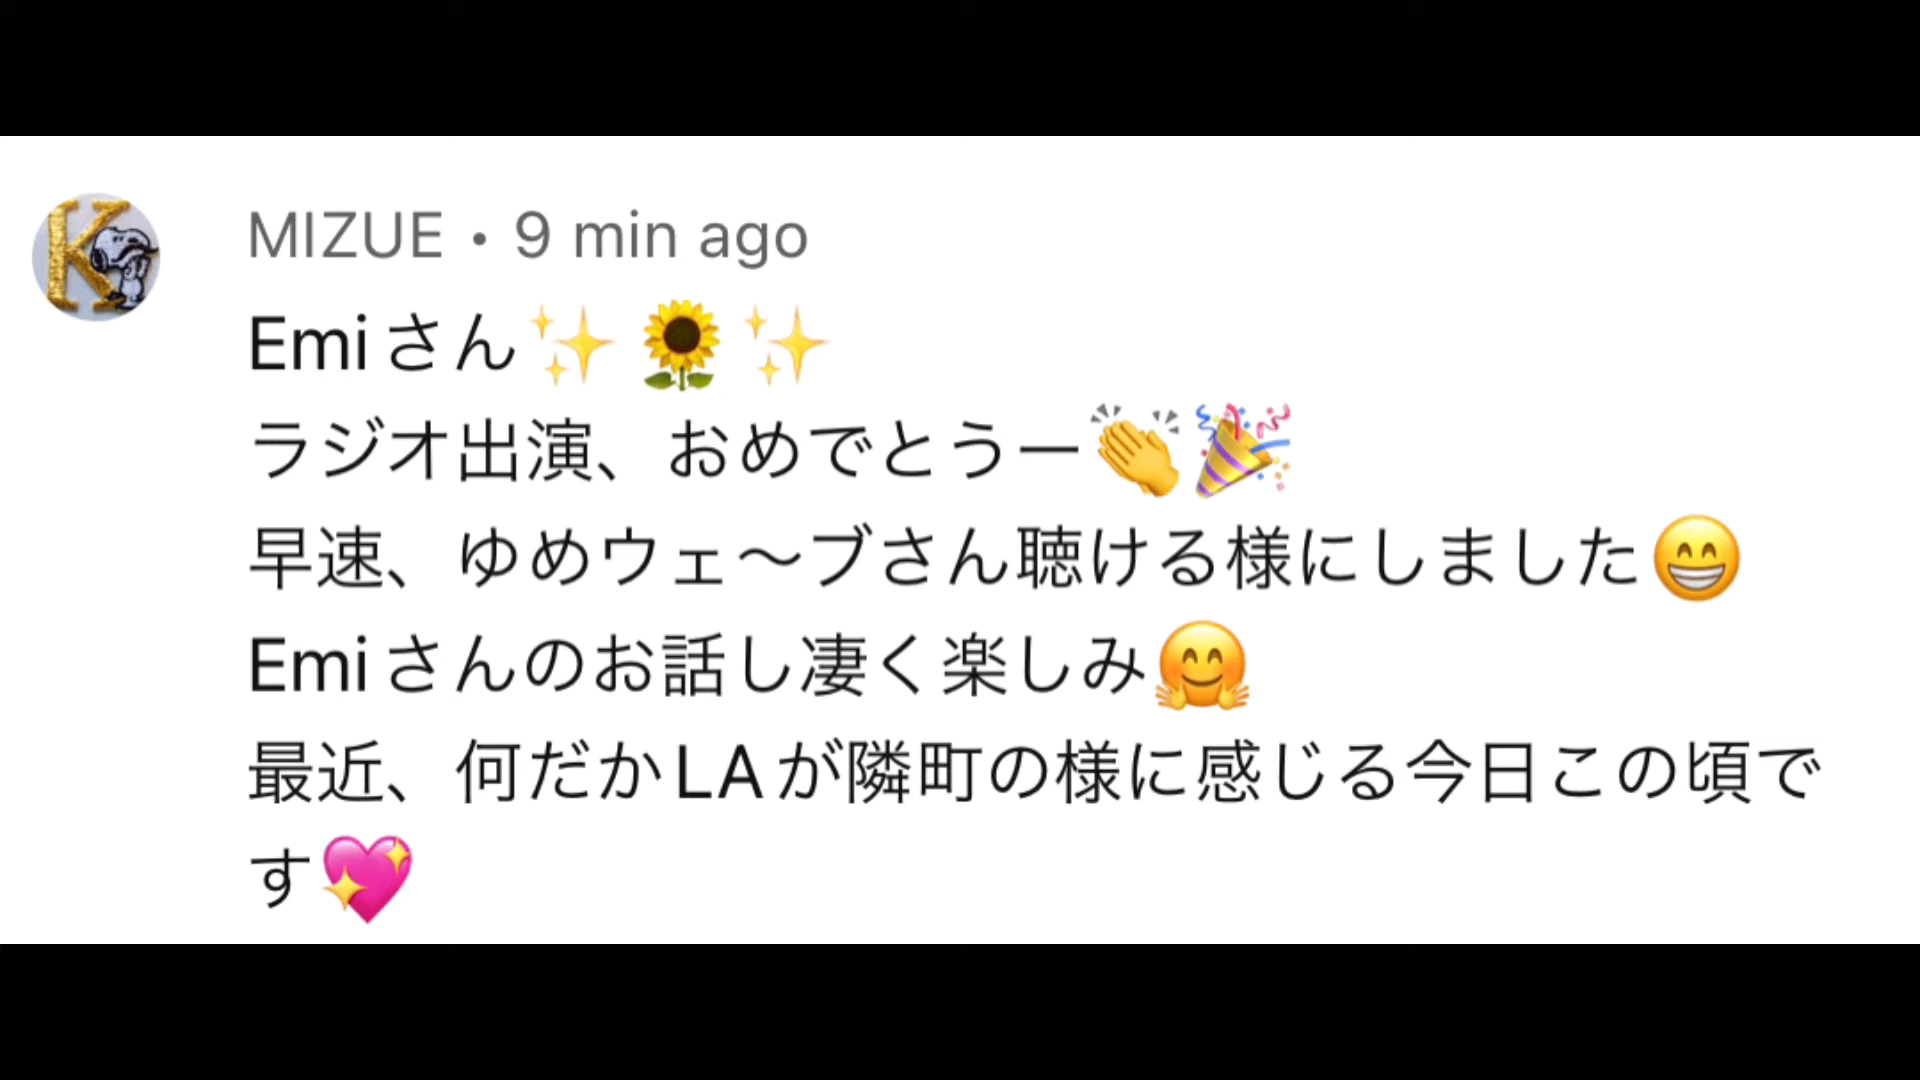 K
MIZUE • 9 min ago
Emiさん✨🌻✨
ラジオ出演、おめでとうー👏🎉
早速、ゆめウェ〜ブさん聴ける様にしました😁
Emiさんのお話し凄く楽しみ🤗
最近、何だかLAが隣町の様に感じる今日この頃で
す💖